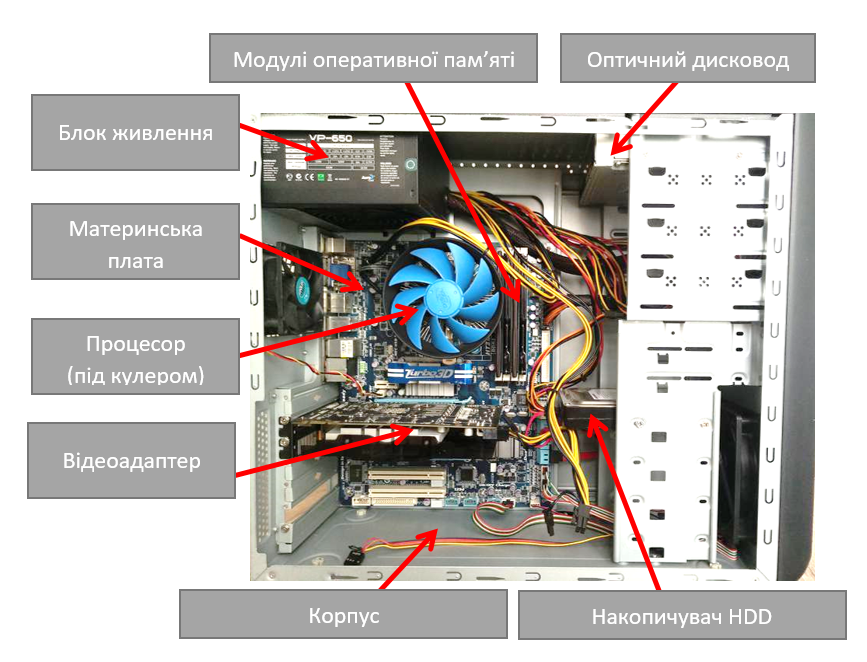 Модулі оперативної пам’яті
Оптичний дисковод
Блок живлення
VP-650
Материнська
плата
Процесор
(під кулером)
Turbo3D
Відеоадаптер
Корпус
Накопичувач HDD